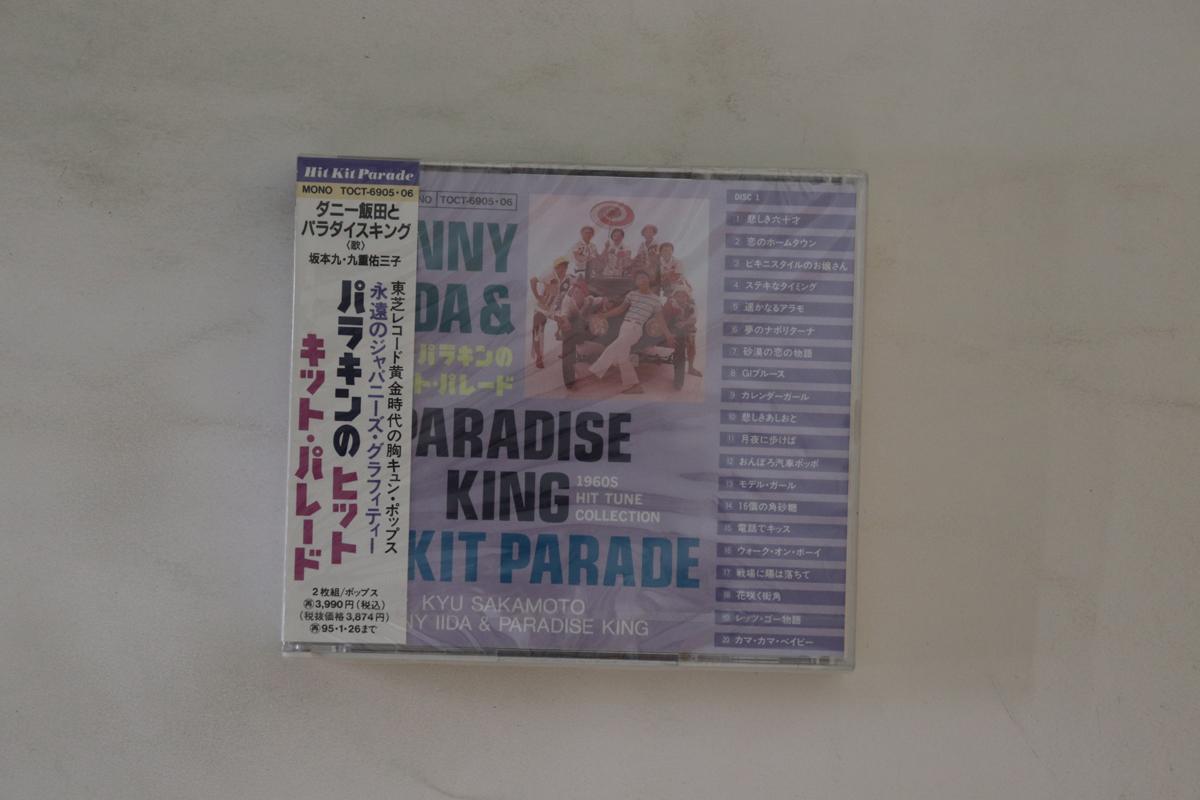 Hit Kit Parade
MONO TOCT-6905・06
ダニー飯田と
パラダイスキング
〈歌〉
坂本九・九重佑三子
東芝レコード黄金時代の胸キュン・ポップス
永遠のジャパニーズ・グラフィティー
パラキンの
ヒット
キット・パレード
2枚組/ポップス
再3,990円(税込)
(税抜価格3,874円)
再95・1・26まで
NO TOCT-6905・06
NNY
DA &
パラキンの
ト・パレード
PARADISE
KING
1960S
HIT TUNE
COLLECTION
KIT PARADE
KYU SAKAMOTO
NY IIDA & PARADISE KING
DISC 1
1 悲しき六十才
2 恋のホームタウン
3 ビキニスタイルのお嬢さん
4 ステキなタイミング
5 遥かなるアラモ
6 夢のナポリターナ
7 砂漠の恋の物語
8 GIブルース
9 カレンダーガール
10 悲しきあしおと
11 月夜に歩けば
12 おんぼろ汽車ポッポ
13 モデル・ガール
14 16個の角砂糖
15 電話でキッス
16 ウォーク・オン・ボーイ
17 戦場に陽は落ちて
18 花咲く街角
19 レッツ・ゴー物語
20 カマ・カマ・ベイビー